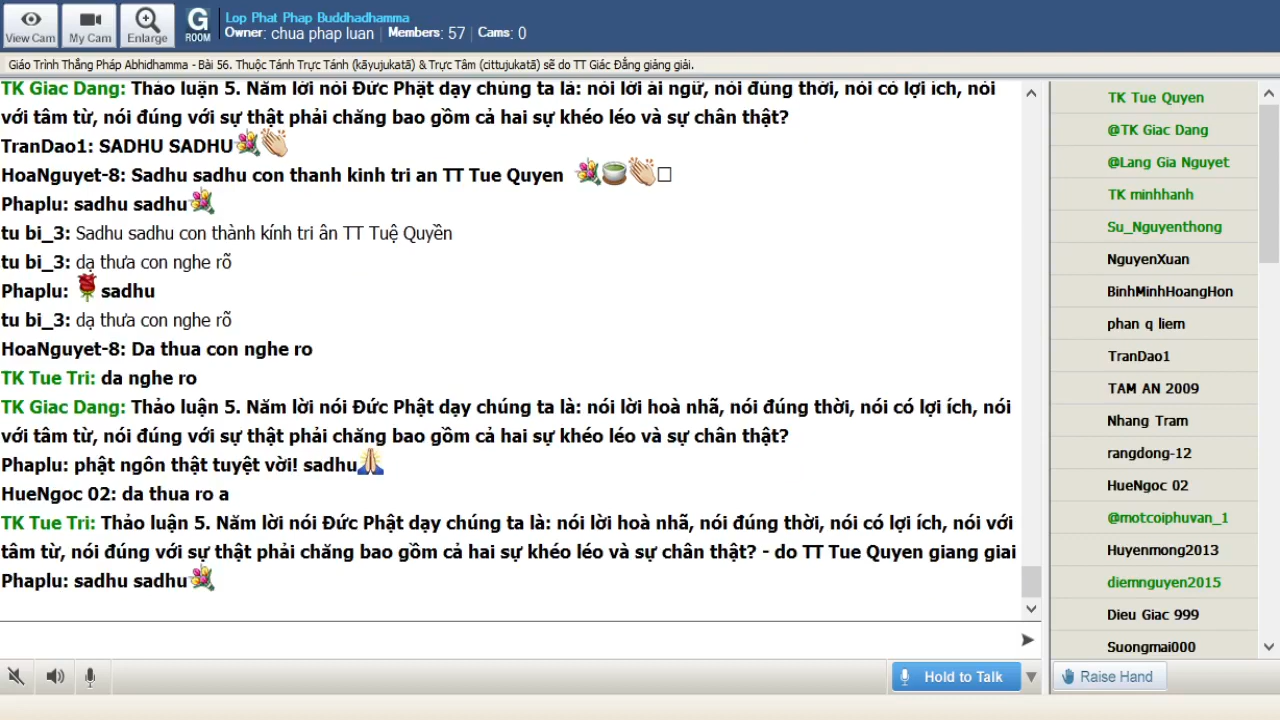 View Cam
My Cam
Enlarge
G
ROOM
Lop Phat Phap Buddhadhamma
Owner: chua phap luan | Members: 57 | Cams: 0
Giáo Trình Thắng Pháp Abhidhamma - Bài 56. Thuộc Tánh Trực Tánh (kāyujukatā) & Trực Tâm (cittujukatā) sẽ do TT Giác Đẳng giảng giải.
TK Giac Dang: Thảo luận 5. Năm lời nói Đức Phật dạy chúng ta là: nói lời ái ngữ, nói đúng thời, nói có lợi ích, nói
với tâm từ, nói đúng với sự thật phải chăng bao gồm cả hai sự khéo léo và sự chân thật?
TranDao1: SADHU SADHU
HoaNguyet-8: Sadhu sadhu con thanh kinh tri an TT Tue Quyen
Phaplu: sadhu sadhu
tu bi_3: Sadhu sadhu con thành kính tri ân TT Tuệ Quyền
tu bi_3: dạ thưa con nghe rõ
Phaplu: sadhu
tu bi_3: dạ thưa con nghe rõ
HoaNguyet-8: Da thua con nghe ro
TK Tue Tri: da nghe ro
TK Giac Dang: Thảo luận 5. Năm lời nói Đức Phật dạy chúng ta là: nói lời hoà nhã, nói đúng thời, nói có lợi ích, nói
với tâm từ, nói đúng với sự thật phải chăng bao gồm cả hai sự khéo léo và sự chân thật?
Phaplu: phật ngôn thật tuyệt vời! sadhu
HueNgoc 02: da thua ro a
TK Tue Tri: Thảo luận 5. Năm lời nói Đức Phật dạy chúng ta là: nói lời hoà nhã, nói đúng thời, nói có lợi ích, nói với
tâm từ, nói đúng với sự thật phải chăng bao gồm cả hai sự khéo léo và sự chân thật? - do TT Tue Quyen giang giai
Phaplu: sadhu sadhu
TK Tue Quyen
@TK Giac Dang
@Lang Gia Nguyet
TK minhhanh
Su_Nguyenthong
NguyenXuan
BinhMinhHoangHon
phan q liem
TranDao1
TAM AN 2009
Nhang Tram
rangdong-12
HueNgoc 02
@motcoiphuvan_1
Huyenmong2013
diemnguyen2015
Dieu Giac 999
Suongmai000
Hold to Talk
Raise Hand